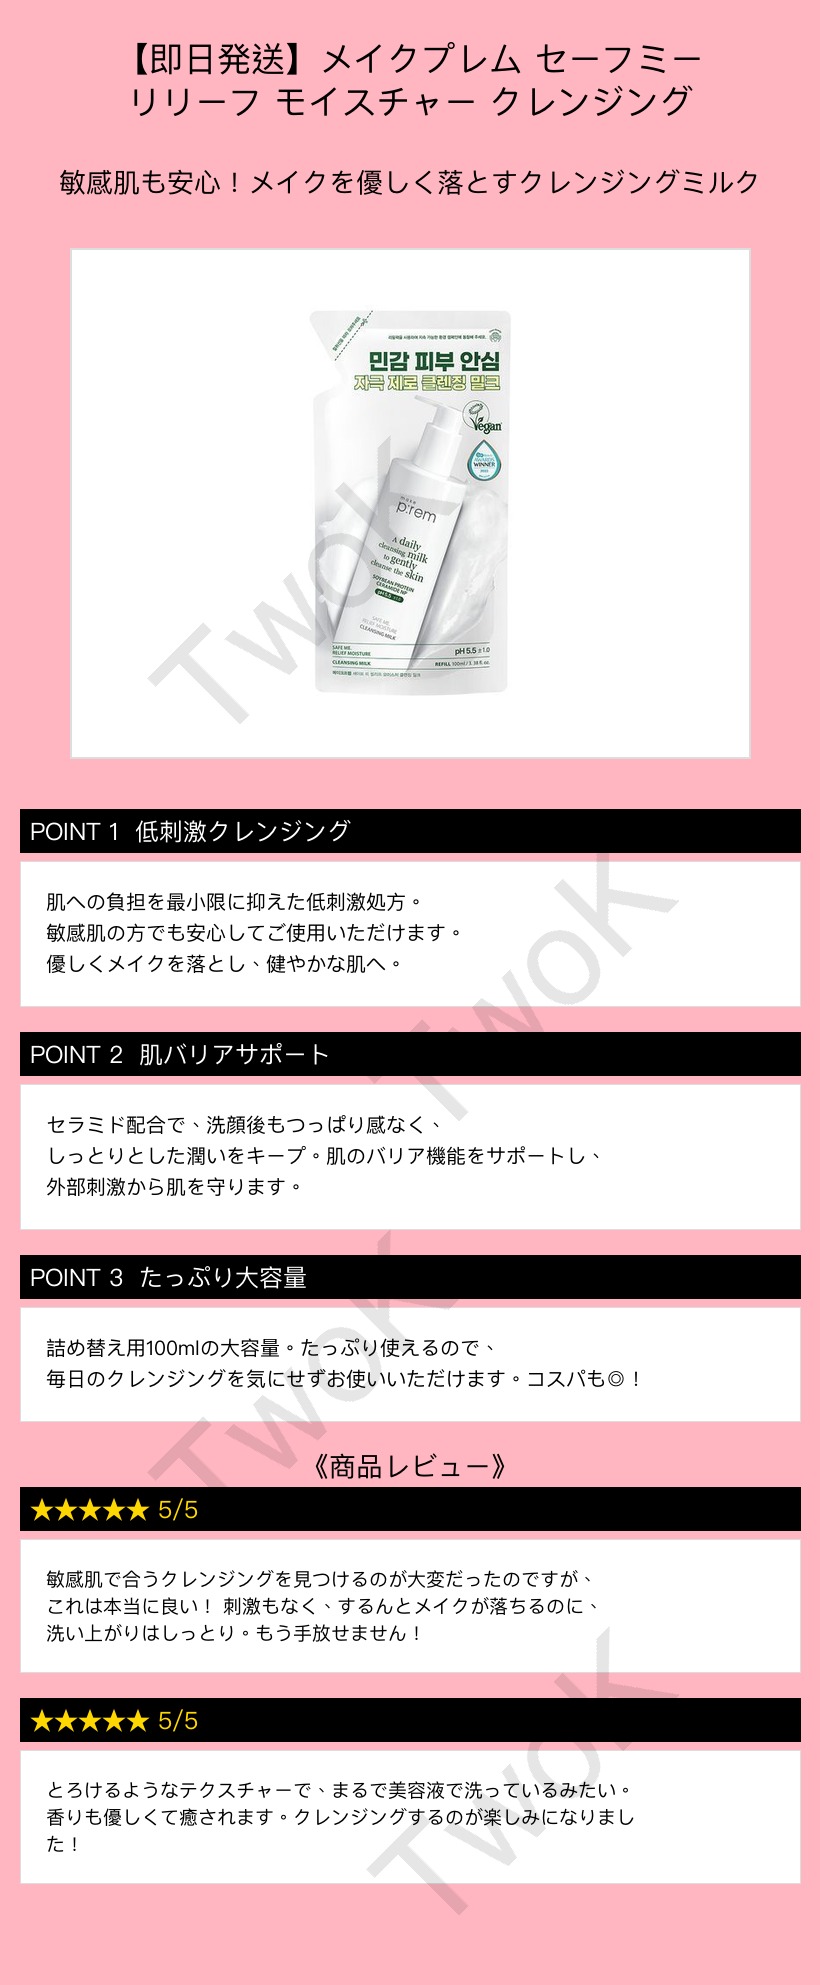 【即日発送】メイクプレム セーフミー
リリーフ モイスチャー クレンジング
敏感肌も安心！メイクを優しく落とすクレンジングミルク
민감 피부 안심
자극 제로 클렌징 밀크
Vegan
AWARDS
WINNER
make
p:rem
A daily
cleansing milk
to gently
cleanse the skin
SOYBEAN PROTEIN
CERAMIDE NP
pH 5.5
SAFE ME.
RELIEF MOISTURE
CLEANSING MILK
SAFE ME.
RELIEF MOISTURE
CLEANSING MILK
pH 5.5 ± 1.0
REFILL 100ml / 3.38 fl. oz.
메이크프렘 세이프 미 릴리프 모이스처 클렌징 밀크
TwoK
POINT 1 低刺激クレンジング
肌への負担を最小限に抑えた低刺激処方。
敏感肌の方でも安心してご使用いただけます。
優しくメイクを落とし、健やかな肌へ。
TwoK
POINT 2 肌バリアサポート
セラミド配合で、洗顔後もつっぱり感なく、
しっとりとした潤いをキープ。肌のバリア機能をサポートし、
外部刺激から肌を守ります。
POINT 3 たっぷり大容量
詰め替え用100mlの大容量。たっぷり使えるので、
毎日のクレンジングを気にせずお使いいただけます。コスパも◎！
TwoK
《商品レビュー》
★★★★★ 5/5
敏感肌で合うクレンジングを見つけるのが大変だったのですが、
これは本当に良い！ 刺激もなく、するんとメイクが落ちるのに、
洗い上がりはしっとり。もう手放せません！
★★★★★ 5/5
とろけるようなテクスチャーで、まるで美容液で洗っているみたい。
香りも優しくて癒されます。クレンジングするのが楽しみになりまし
た！
TwoK